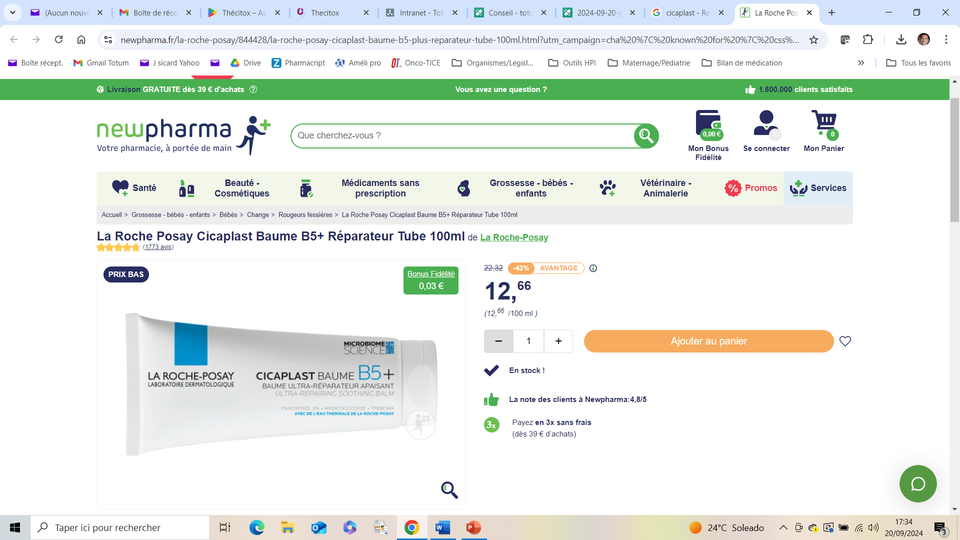 (Aucun nouv
Boîte de réce
Thécitox – Ap
Thecitox
Intranet - Tot
Conseil - totu
2024-09-20-j
cicaplast - Re
La Roche Pos
newpharma.fr/la-roche-posay/844428/la-roche-posay-cicaplast-baume-b5-plus-reparateur-tube-100ml.html?utm_campaign=cha%20%7C%20known%20for%20%7C%20css%...
Boîte récept.
Gmail Totum
J sicard Yahoo
Drive
Pharmacript
Améli pro
Onco-TICE
Organismes/Legisl...
Outils HPI
Maternage/Pédiatrie
Bilan de médication
»
Tous les favoris
Livraison GRATUITE dès 39 € d'achats
Vous avez une question ?
1.600.000 clients satisfaits
newpharma
Votre pharmacie, à portée de main
Que cherchez-vous ?
0,00 €
Mon Bonus
Fidélité
Se connecter
0
Mon Panier
Santé
Beauté -
Cosmétiques
Médicaments sans
prescription
Grossesse - bébés -
enfants
Vétérinaire -
Animalerie
Promos
Services
Accueil > Grossesse - bébés - enfants > Bébés > Change > Rougeurs fessières > La Roche Posay Cicaplast Baume B5+ Réparateur Tube 100ml
La Roche Posay Cicaplast Baume B5+ Réparateur Tube 100ml de La Roche-Posay
(1773 avis)
PRIX BAS
Bonus Fidélité
0,03 €
MICROBIOME
SCIENCE
LA ROCHE-POSAY
LABORATOIRE DERMATOLOGIQUE
CICAPLAST BAUME B5+
BAUME ULTRA-RÉPARATEUR APAISANT
ULTRA-REPAIRING SOOTHING BALM
PANTHENOL 5% + MADECASSOSIDE + TRIBIOMA
AVEC DE L'EAU THERMALE DE LA ROCHE-POSAY
22,32
-43% AVANTAGE
12,66
(12,66 /100 ml )
− 1 +
Ajouter au panier
En stock !
La note des clients à Newpharma:4,8/5
3x
Payez en 3x sans frais
(dès 39 € d'achats)
Taper ici pour rechercher
24°C Soleado
17:34
20/09/2024
3